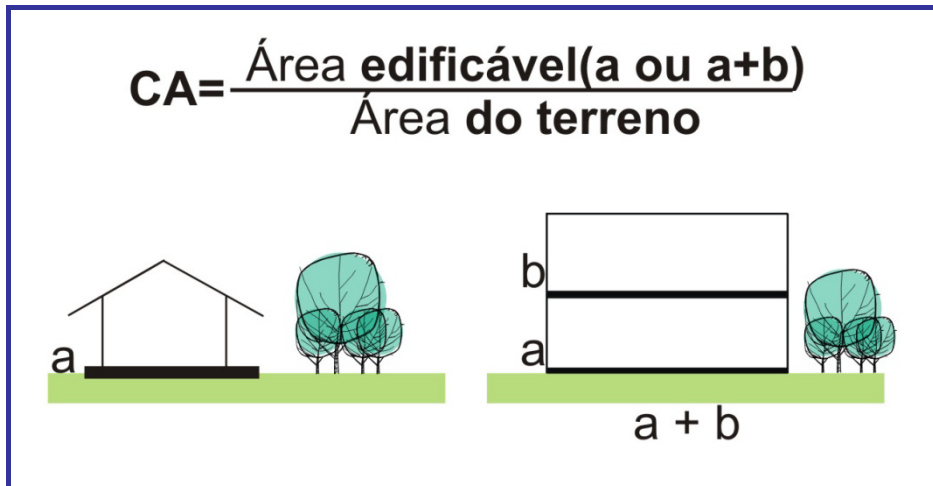 CA= Área edificável(a ou a+b)
Área do terreno
a
b
a
a + b